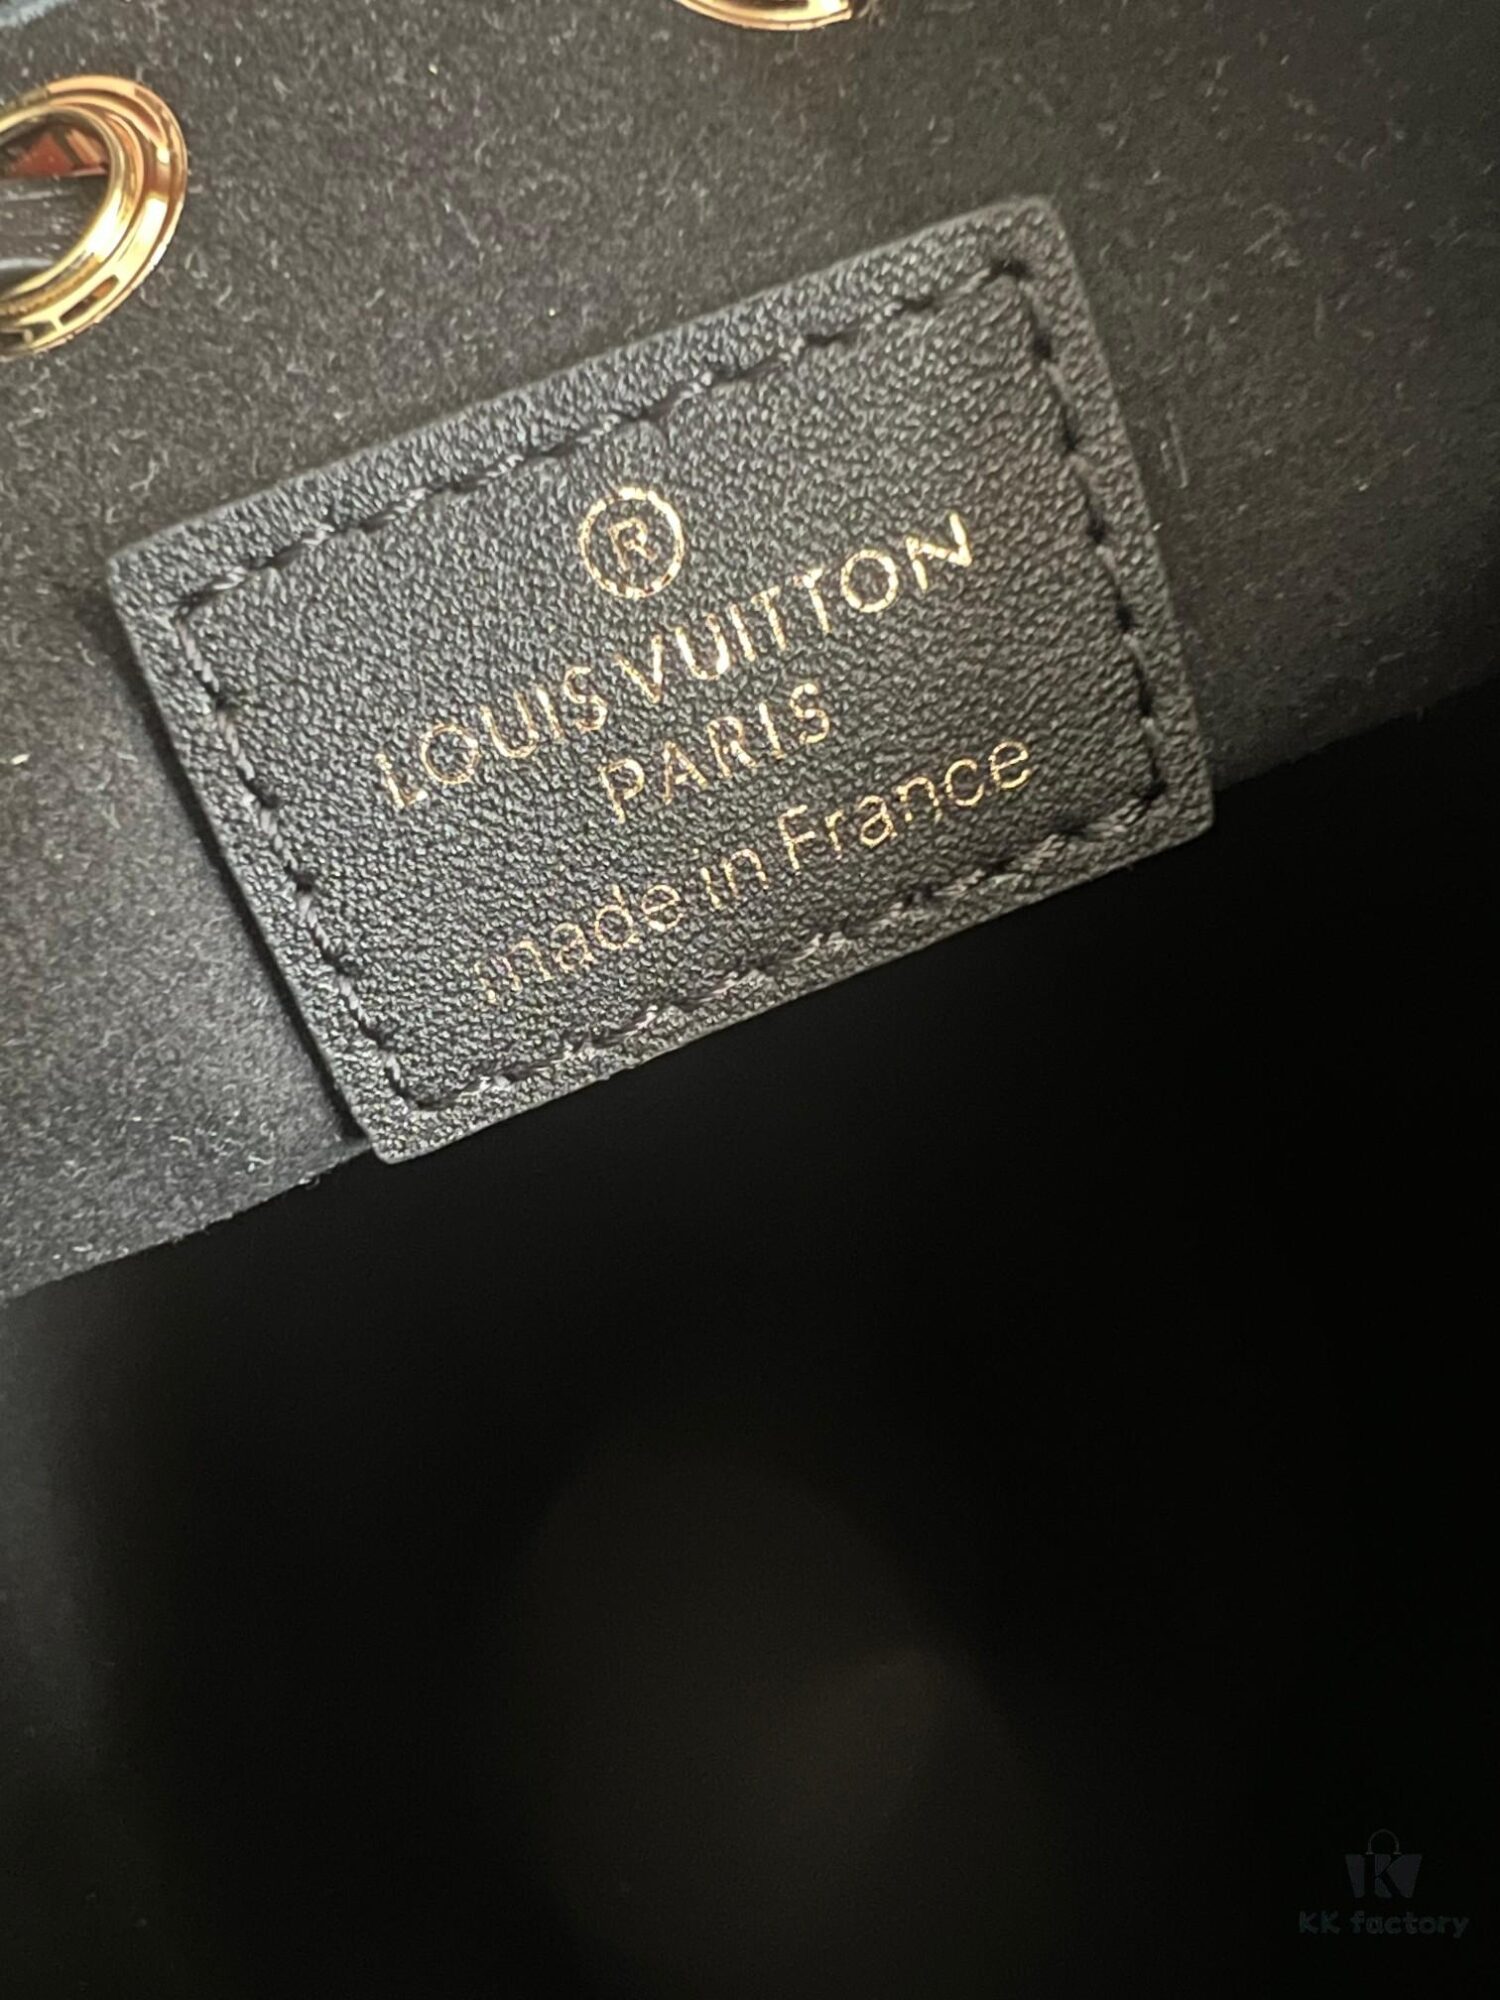 ®
LOUIS VUITTON
PARIS
made in France
KK factory